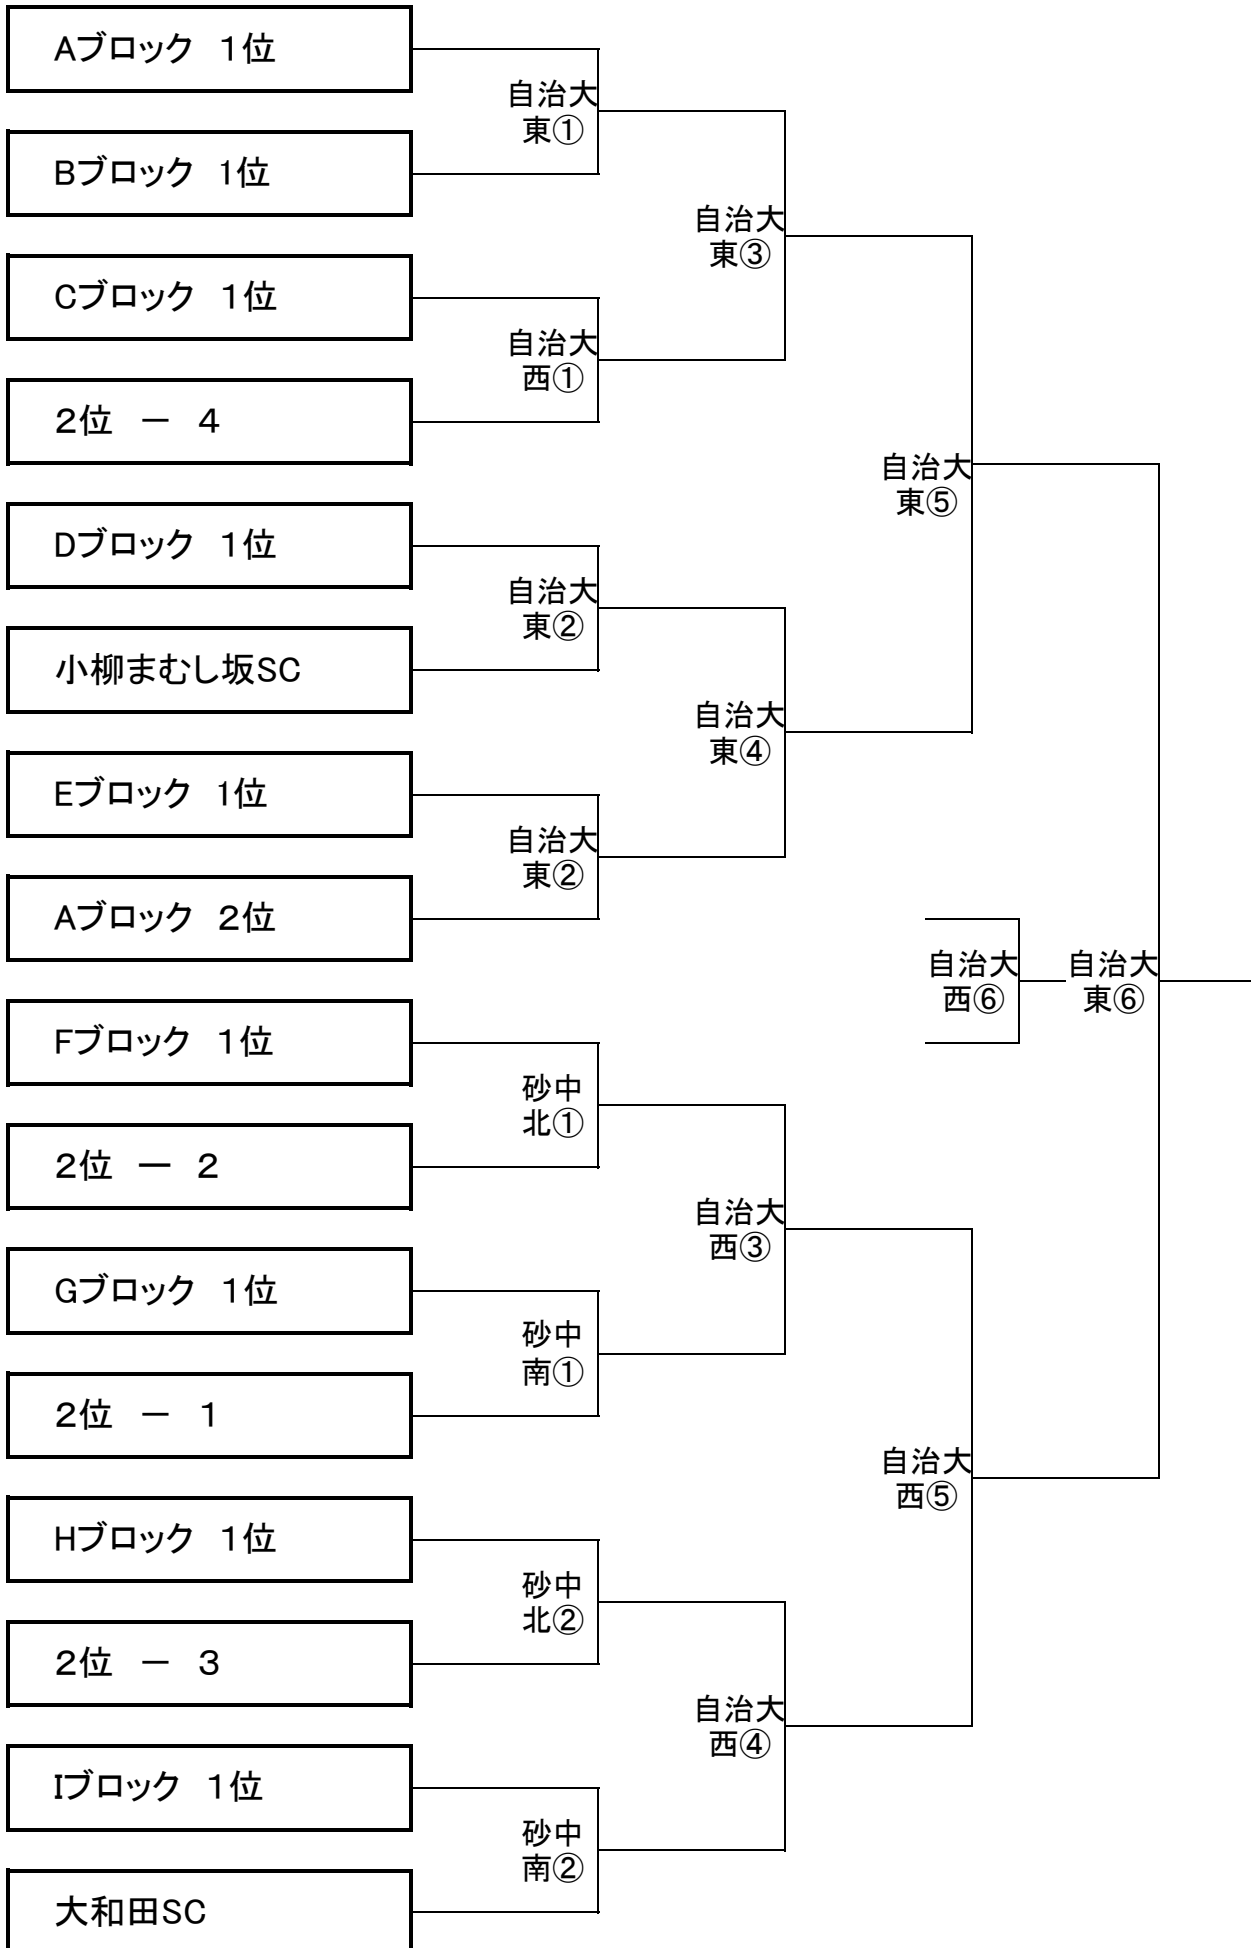 Aブロック　１位
自治大
東①
Bブロック　1位
自治大
東③
Cブロック　１位
自治大
西①
２位　－　４
自治大
東⑤
Dブロック　１位
自治大
東②
小柳まむし坂SC
自治大
東④
Eブロック　1位
自治大
東②
Aブロック　２位
自治大
西⑥
自治大
東⑥
Fブロック　１位
砂中
北①
２位　ー　２
自治大
西③
Gブロック　１位
砂中
南①
２位　－　１
自治大
西⑤
Hブロック　１位
砂中
北②
２位　－　３
自治大
西④
Iブロック　１位
砂中
南②
大和田SC